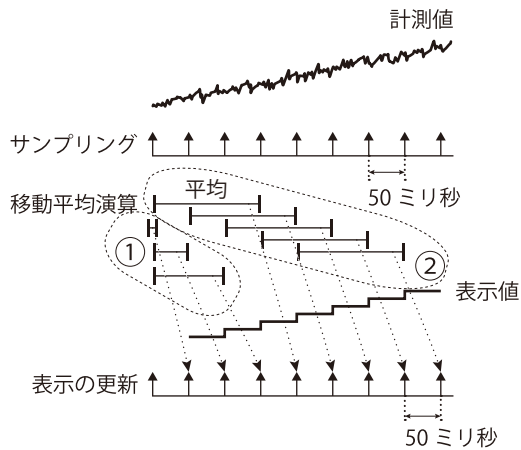 計測値
サンプリング
50 ミリ秒
移動平均演算
平均
①
②
表示値
表示の更新
50 ミリ秒